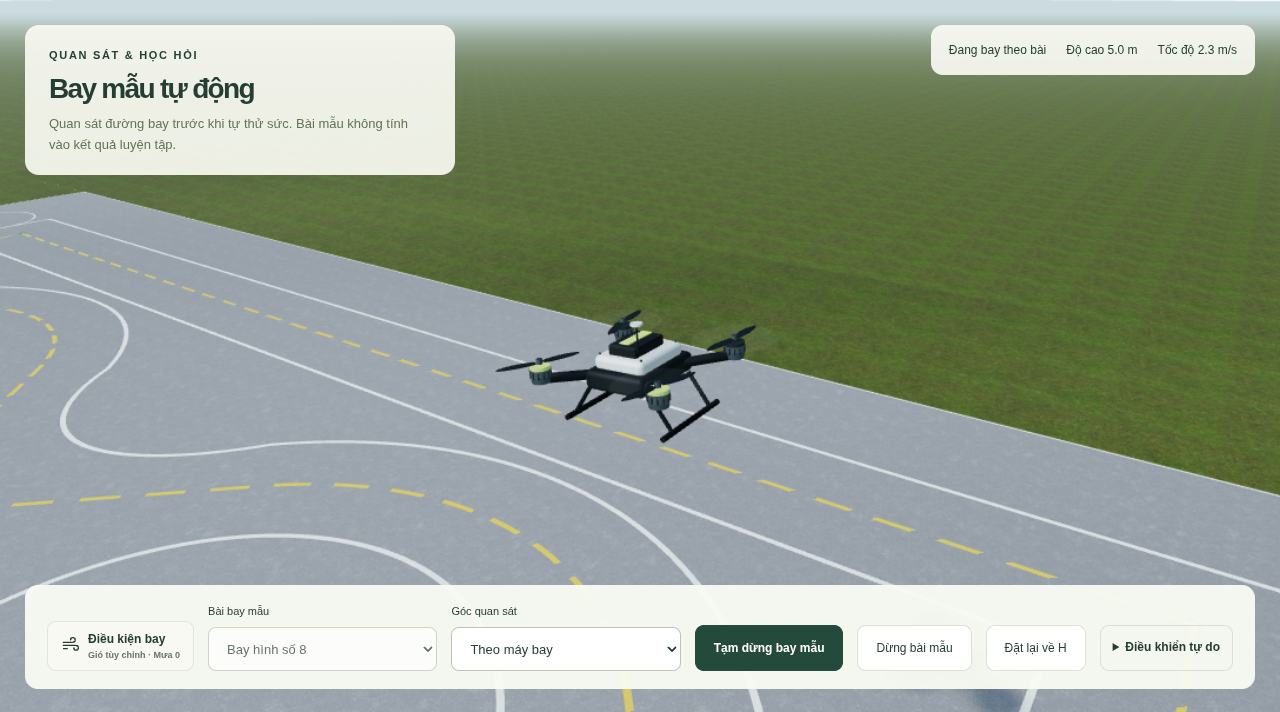 QUAN SÁT & HỌC HỎI
Bay mẫu tự động
Quan sát đường bay trước khi tự thử sức. Bài mẫu không tính
vào kết quả luyện tập.
Đang bay theo bài Độ cao 5.0 m Tốc độ 2.3 m/s
Điều kiện bay
Gió tùy chỉnh · Mưa 0
Bài bay mẫu
Bay hình số 8
Góc quan sát
Theo máy bay
Tạm dừng bay mẫu
Dừng bài mẫu
Đặt lại về H
Điều khiển tự do